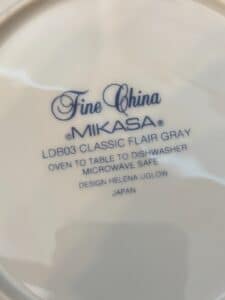 Fine China
®MIKASA®
LDB03 CLASSIC FLAIR GRAY
OVEN TO TABLE TO DISHWASHER
MICROWAVE SAFE
DESIGN HELENA UGLOW
JAPAN